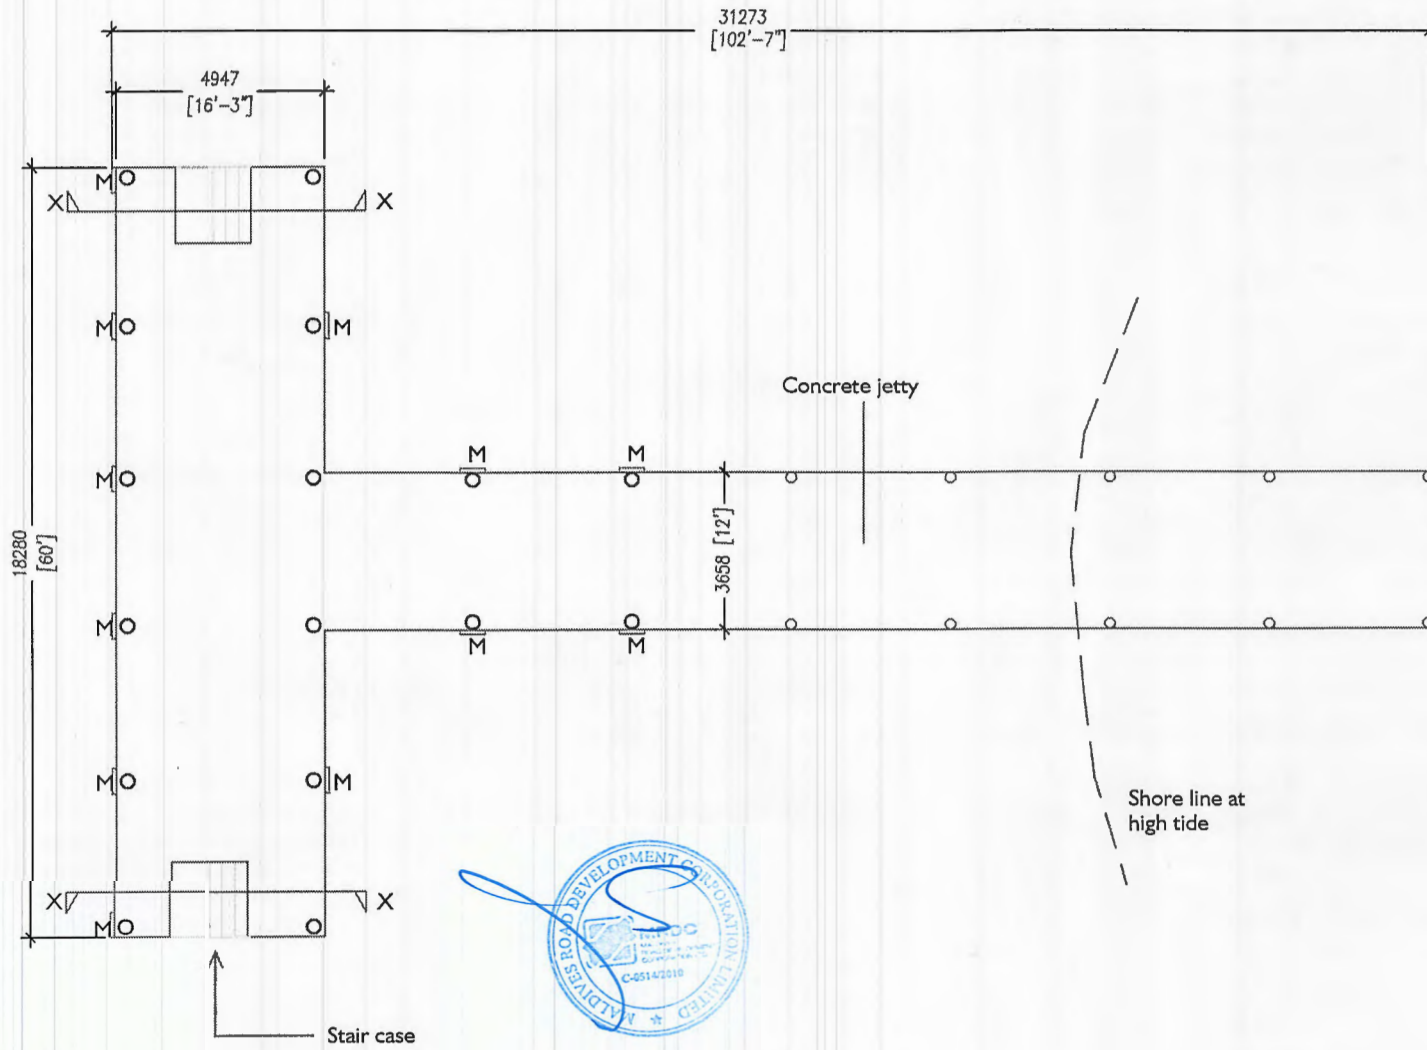 31273
[102'-7"]
4947
[16'-3"]
M
X
X
M
M
M
M
M
Concrete jetty
M
18280
[60']
3658 [12']
M
M
M
M
M
Shore line at
high tide
X
X
M
MALDIVES ROAD DEVELOPMENT CORPORATION LIMITED
C-0514/2010
Stair case